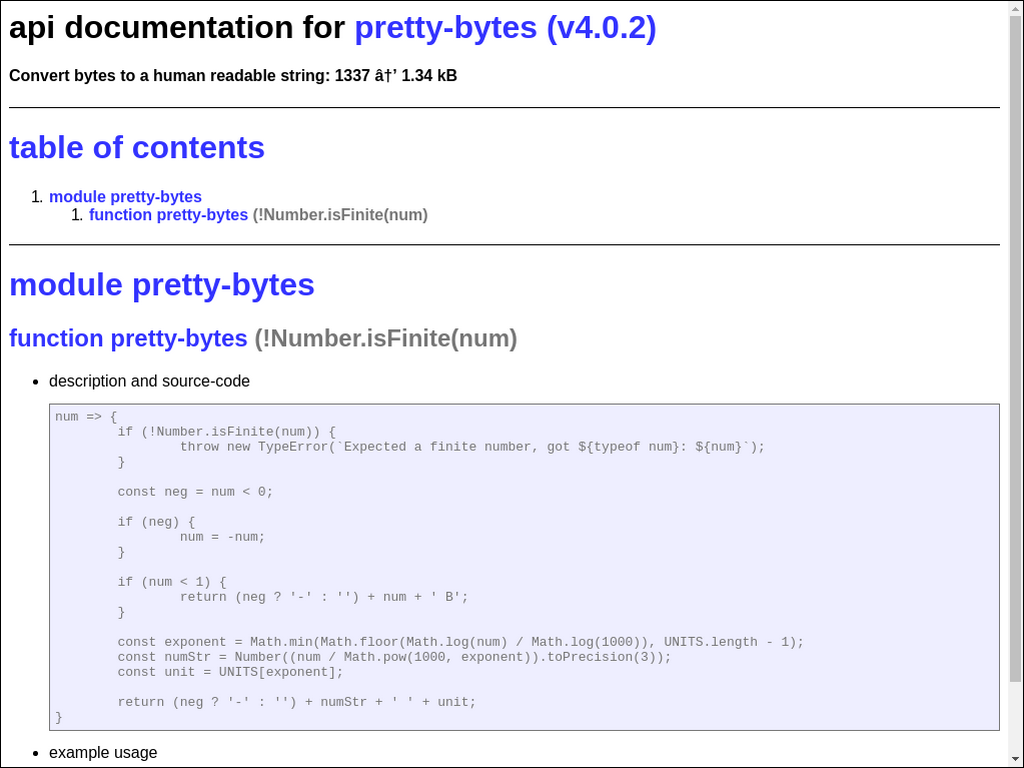 api documentation for pretty-bytes (v4.0.2)
Convert bytes to a human readable string: 1337 â†’ 1.34 kB
table of contents
1. module pretty-bytes
1. function pretty-bytes (!Number.isFinite(num)
module pretty-bytes
function pretty-bytes (!Number.isFinite(num)
• description and source-code
num => {
        if (!Number.isFinite(num)) {
                throw new TypeError(`Expected a finite number, got ${typeof num}: ${num}`);
        }
        const neg = num < 0;
        if (neg) {
                num = -num;
        }
        if (num < 1) {
                return (neg ? '-' : '') + num + ' B';
        }
        const exponent = Math.min(Math.floor(Math.log(num) / Math.log(1000)), UNITS.length - 1);
        const numStr = Number((num / Math.pow(1000, exponent)).toPrecision(3));
        const unit = UNITS[exponent];
        return (neg ? '-' : '') + numStr + ' ' + unit;
}
• example usage